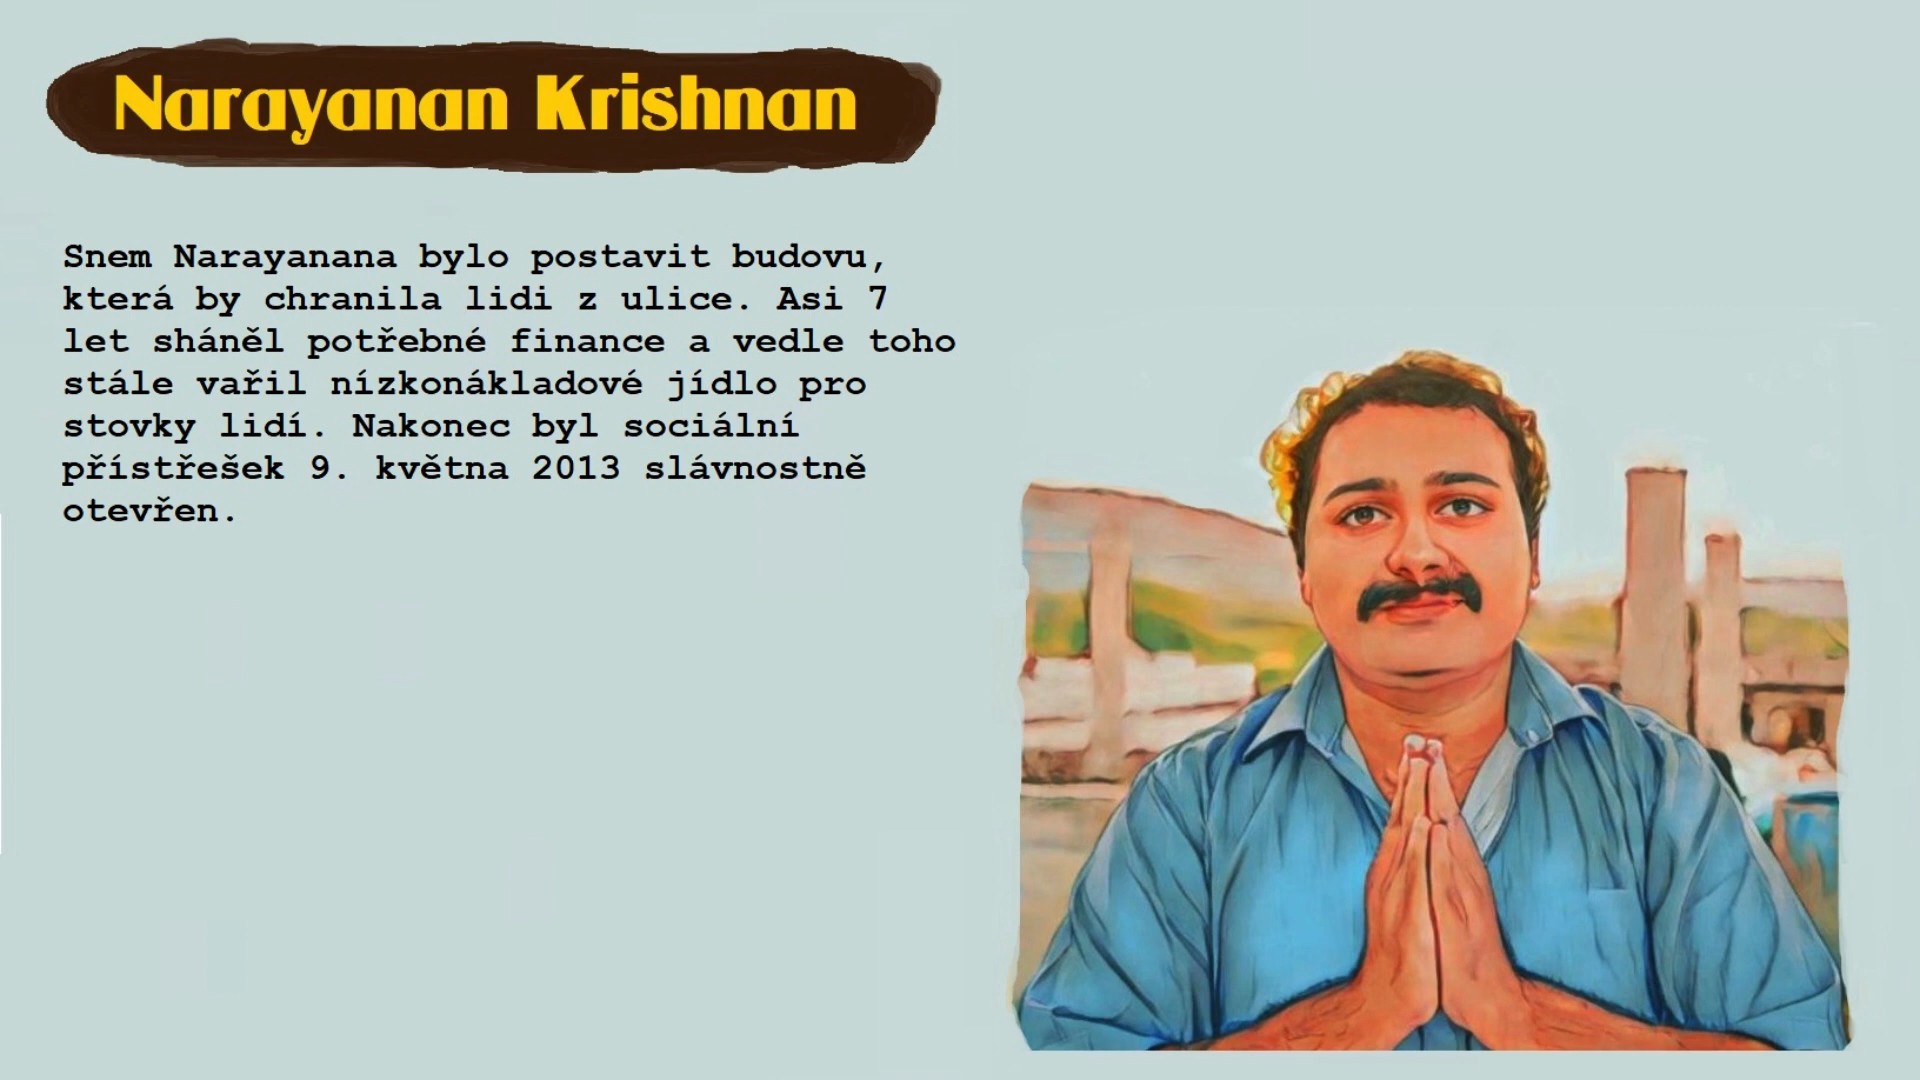 Narayanan Krishnan
Snem Narayanana bylo postavit budovu,
která by chranila lidi z ulice. Asi 7
let sháněl potřebné finance a vedle toho
stále vařil nízkonákladové jídlo pro
stovky lidí. Nakonec byl sociální
přístřešek 9. května 2013 slávnostně
otevřen.